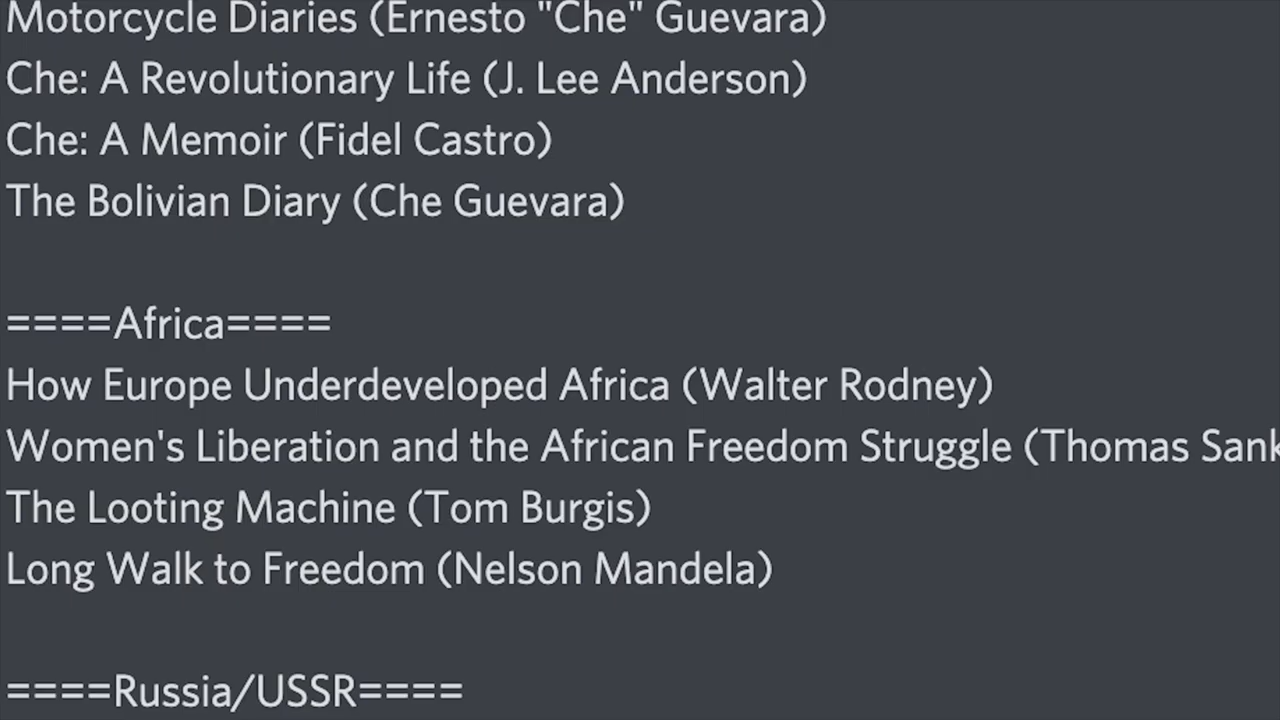 Motorcycle Diaries (Ernesto "Che" Guevara)
Che: A Revolutionary Life (J. Lee Anderson)
Che: A Memoir (Fidel Castro)
The Bolivian Diary (Che Guevara)
====Africa====
How Europe Underdeveloped Africa (Walter Rodney)
Women's Liberation and the African Freedom Struggle (Thomas Sank
The Looting Machine (Tom Burgis)
Long Walk to Freedom (Nelson Mandela)
====Russia/USSR====